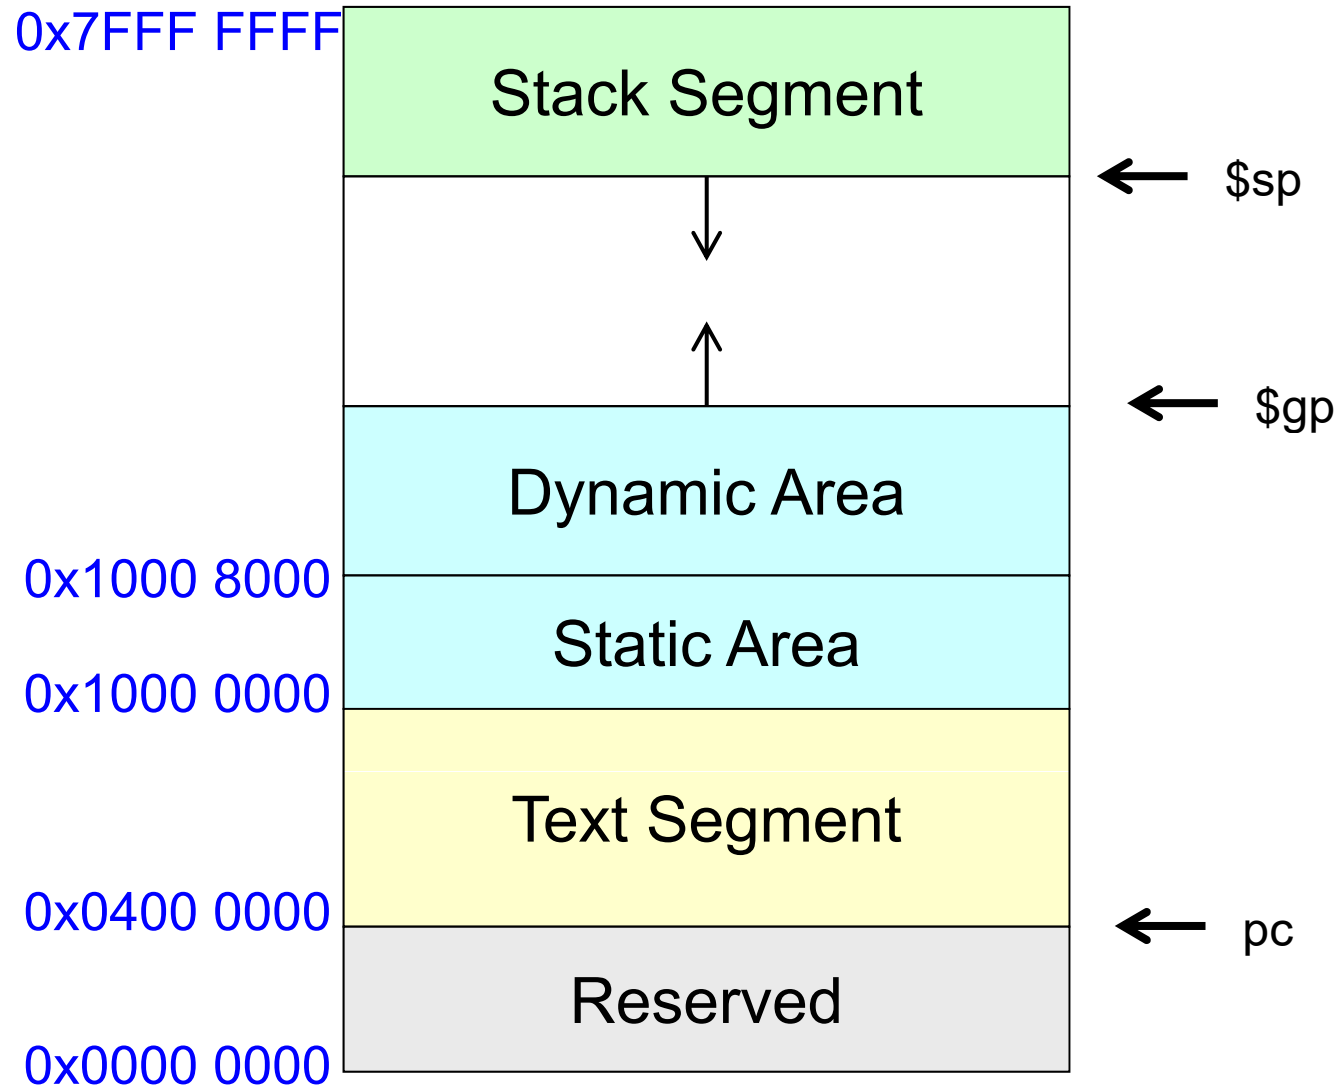 0x7FFF FFFF
Stack Segment
$sp
$gp
Dynamic Area
0x1000 8000
Static Area
0x1000 0000
Text Segment
0x0400 0000
pc
Reserved
0x0000 0000